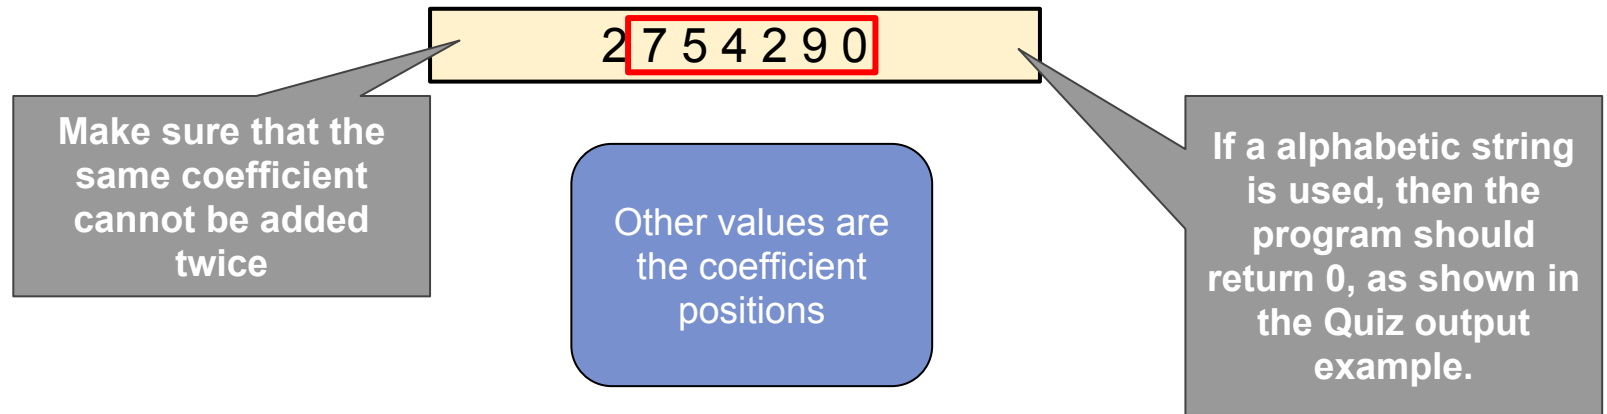 2 7 5 4 2 9 0
Make sure that the
same coefficient
cannot be added
twice
Other values are
the coefficient
positions
If a alphabetic string
is used, then the
program should
return 0, as shown in
the Quiz output
example.